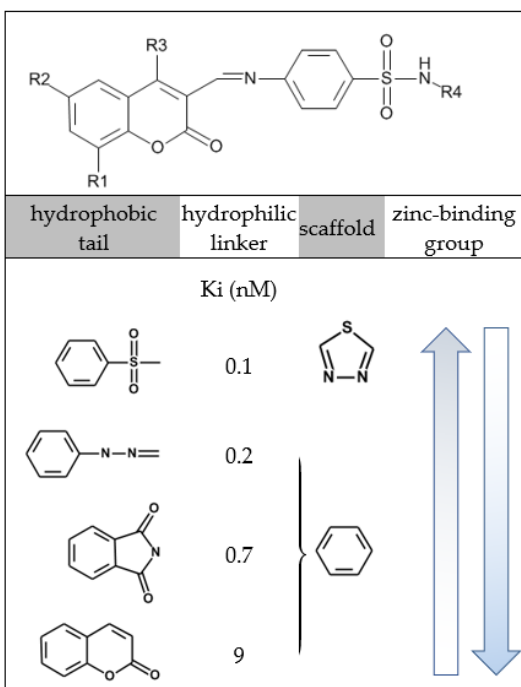 R3
R2
N
O
S
H
N
R4
O
O
O
R1
hydrophobic tail
hydrophilic linker
scaffold
zinc-binding group
Ki (nM)
O
S
O
0.1
S
N
N
N
N
0.2
O
N
O
0.7
O
O
9